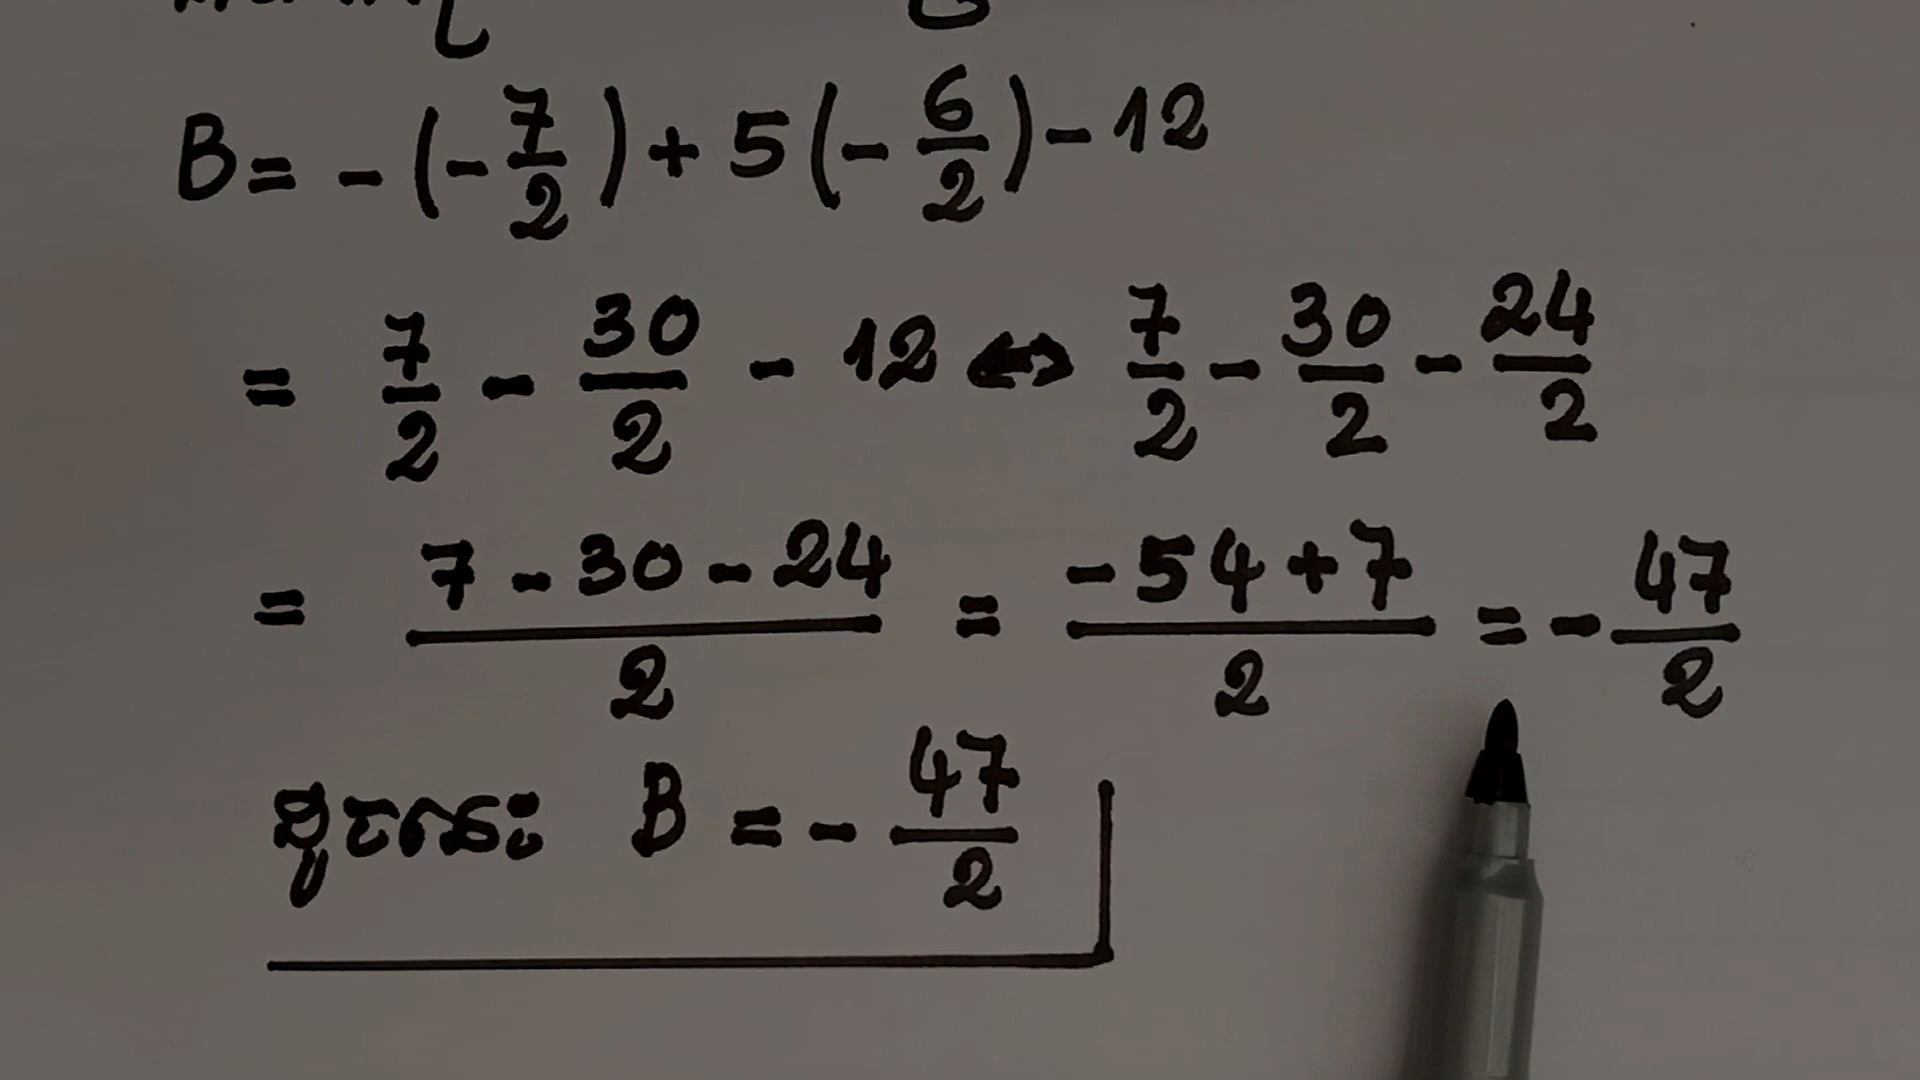 B = - (- 7/2) + 5(- 6/2) - 12
= 7/2 - 30/2 - 12 ⇔ 7/2 - 30/2 - 24/2
= (7 - 30 - 24)/2 = (-54 + 7)/2 = - 47/2
ដូចនេះ B = - 47/2